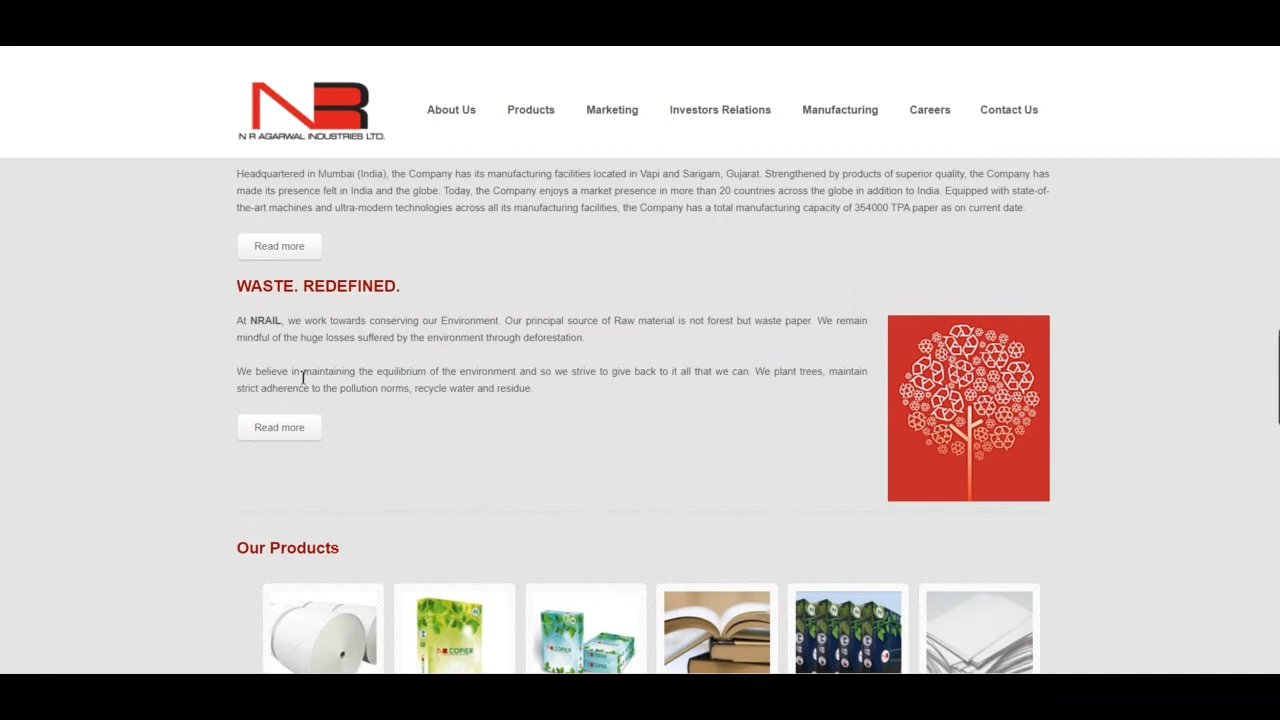 NR
N R AGARWAL INDUSTRIES LTD.
About Us
Products
Marketing
Investors Relations
Manufacturing
Careers
Contact Us
Headquartered in Mumbai (India), the Company has its manufacturing facilities located in Vapi and Sarigam, Gujarat. Strengthened by products of superior quality, the Company has
made its presence felt in India and the globe. Today, the Company enjoys a market presence in more than 20 countries across the globe in addition to India. Equipped with state-of-
the-art machines and ultra-modern technologies across all its manufacturing facilities, the Company has a total manufacturing capacity of 354000 TPA paper as on current date.
Read more
WASTE. REDEFINED.
At NRAIL, we work towards conserving our Environment. Our principal source of Raw material is not forest but waste paper. We remain
mindful of the huge losses suffered by the environment through deforestation.
We believe in maintaining the equilibrium of the environment and so we strive to give back to it all that we can. We plant trees, maintain
strict adherence to the pollution norms, recycle water and residue.
Read more
Our Products
NR COPIER